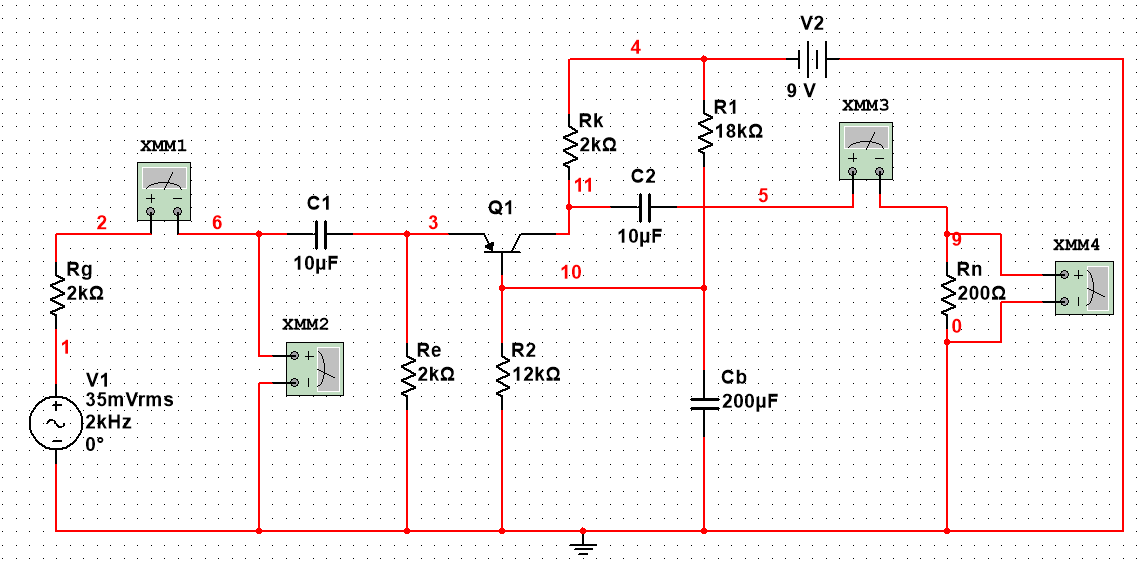 V2
4
9 V
XMM3
Rk
2kΩ
R1
18kΩ
XMM1
C2
11
5
10µF
C1
Q1
2
6
3
10µF
9
XMM4
Rg
2kΩ
10
Rn
200Ω
XMM2
0
1
Re
2kΩ
R2
12kΩ
V1
35mVrms
2kHz
0°
Cb
200µF